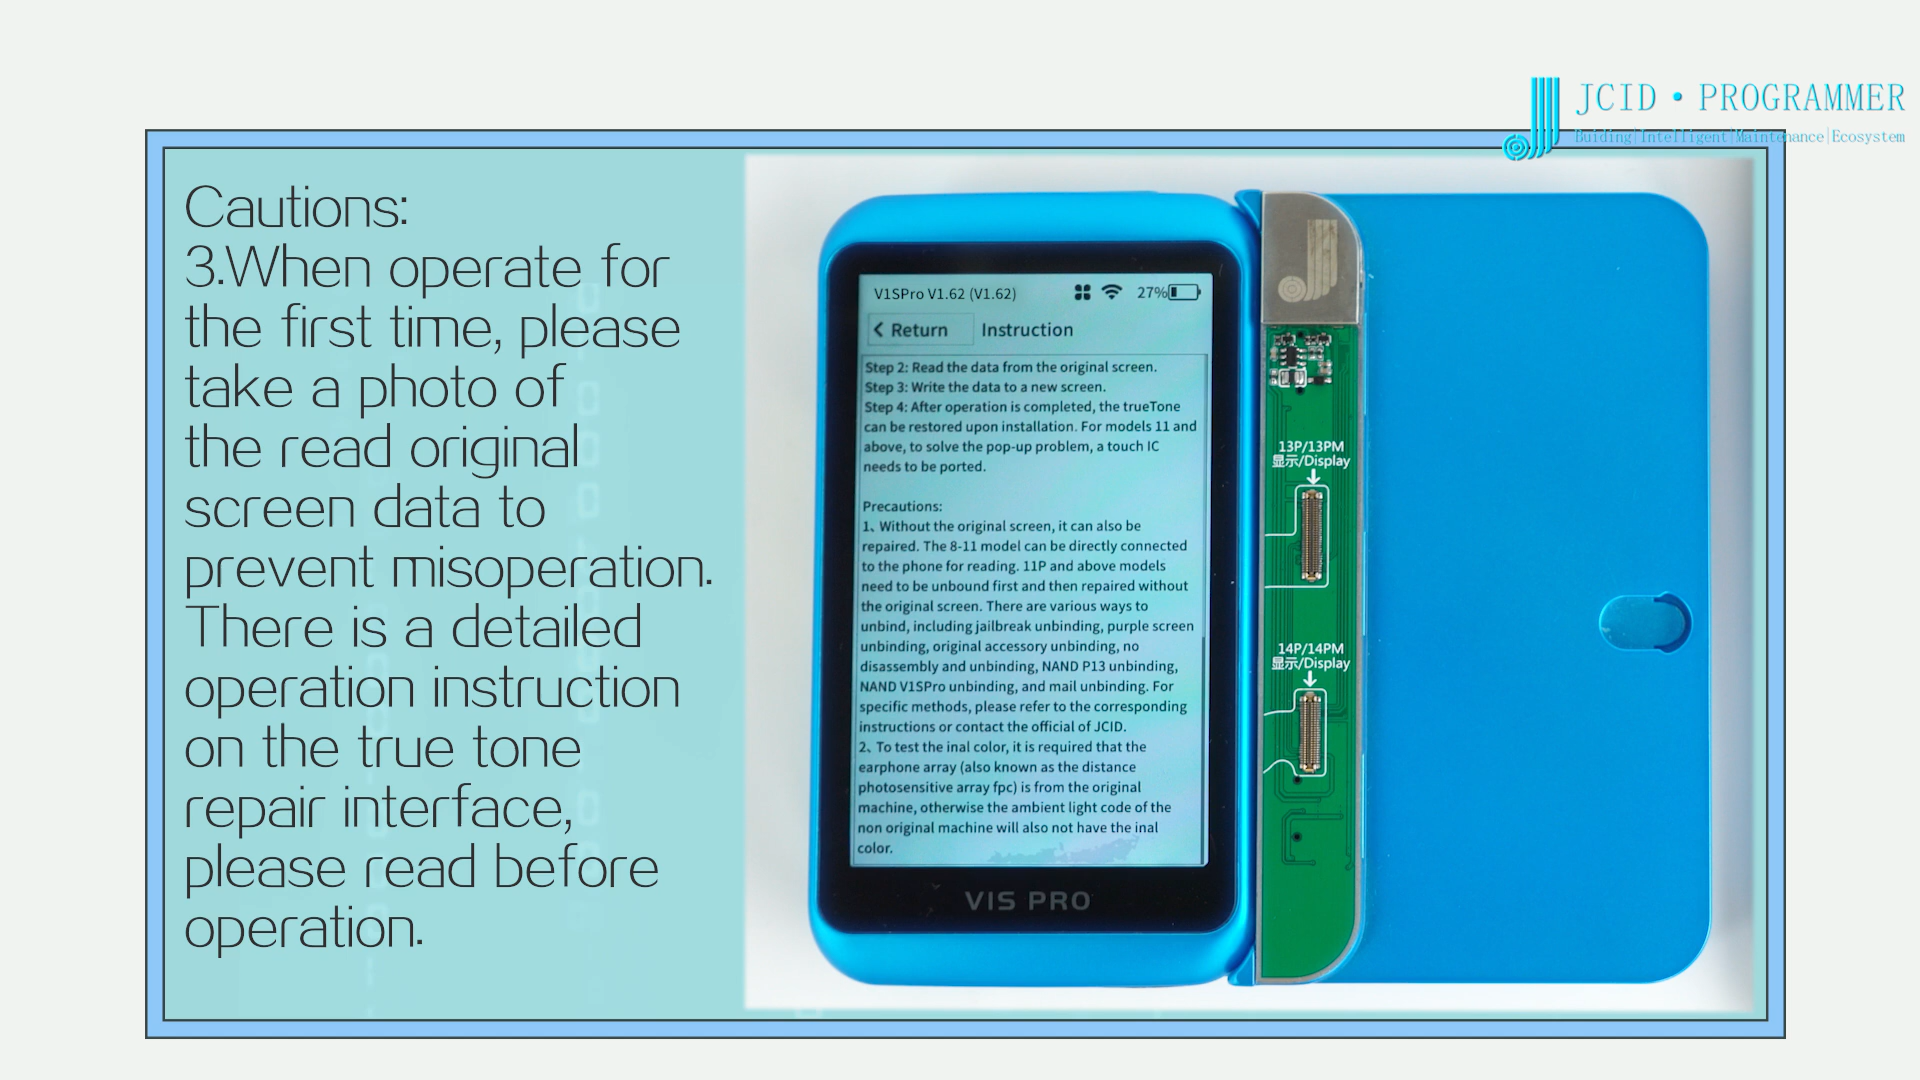 JCID•PROGRAMMER
Buiding|Intelligent|Maintenance|Ecosystem
Cautions:
3.When operate for
the first time, please
take a photo of
the read original
screen data to
prevent misoperation.
There is a detailed
operation instruction
on the true tone
repair interface,
please read before
operation.
V1SPro V1.62 (V1.62)
27%
< Return
Instruction
Step 2: Read the data from the original screen.
Step 3: Write the data to a new screen.
Step 4: After operation is completed, the trueTone
can be restored upon installation. For models 11 and
above, to solve the pop-up problem, a touch IC
needs to be ported.
Precautions:
1、Without the original screen, it can also be
repaired. The 8-11 model can be directly connected
to the phone for reading. 11P and above models
need to be unbound first and then repaired without
the original screen. There are various ways to
unbind, including jailbreak unbinding, purple screen
unbinding, original accessory unbinding, no
disassembly and unbinding, NAND P13 unbinding,
NAND V1SPro unbinding, and mail unbinding. For
specific methods, please refer to the corresponding
instructions or contact the official of JCID.
2、To test the inal color, it is required that the
earphone array (also known as the distance
photosensitive array fpc) is from the original
machine, otherwise the ambient light code of the
non original machine will also not have the inal
color.
VIS PRO
13P/13PM
显示/Display
14P/14PM
显示/Display